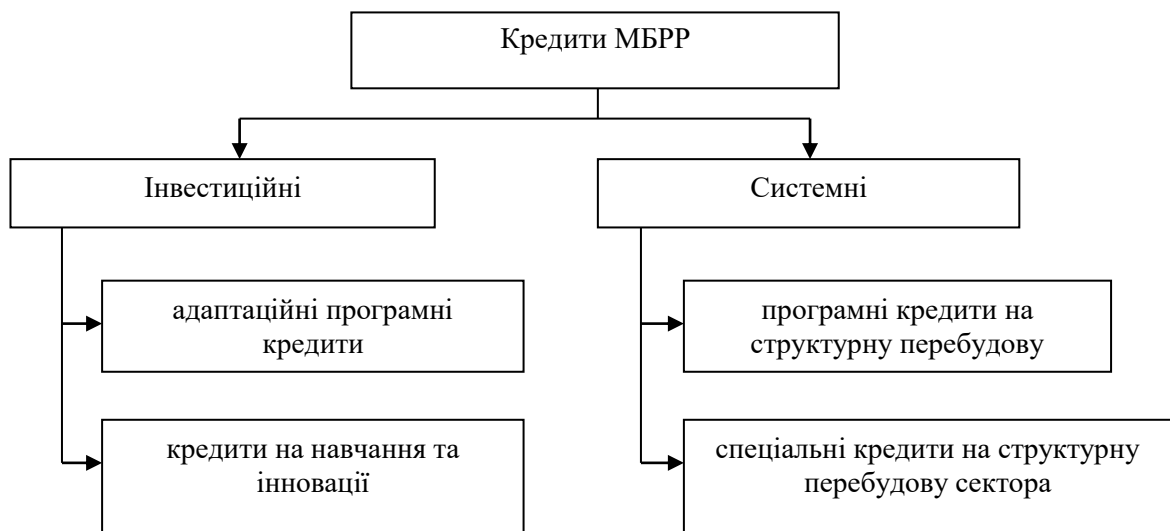 Кредити МБРР
Інвестиційні
Системні
адаптаційні програмні
кредити
програмні кредити на
структурну перебудову
кредити на навчання та
інновації
спеціальні кредити на структурну
перебудову сектора